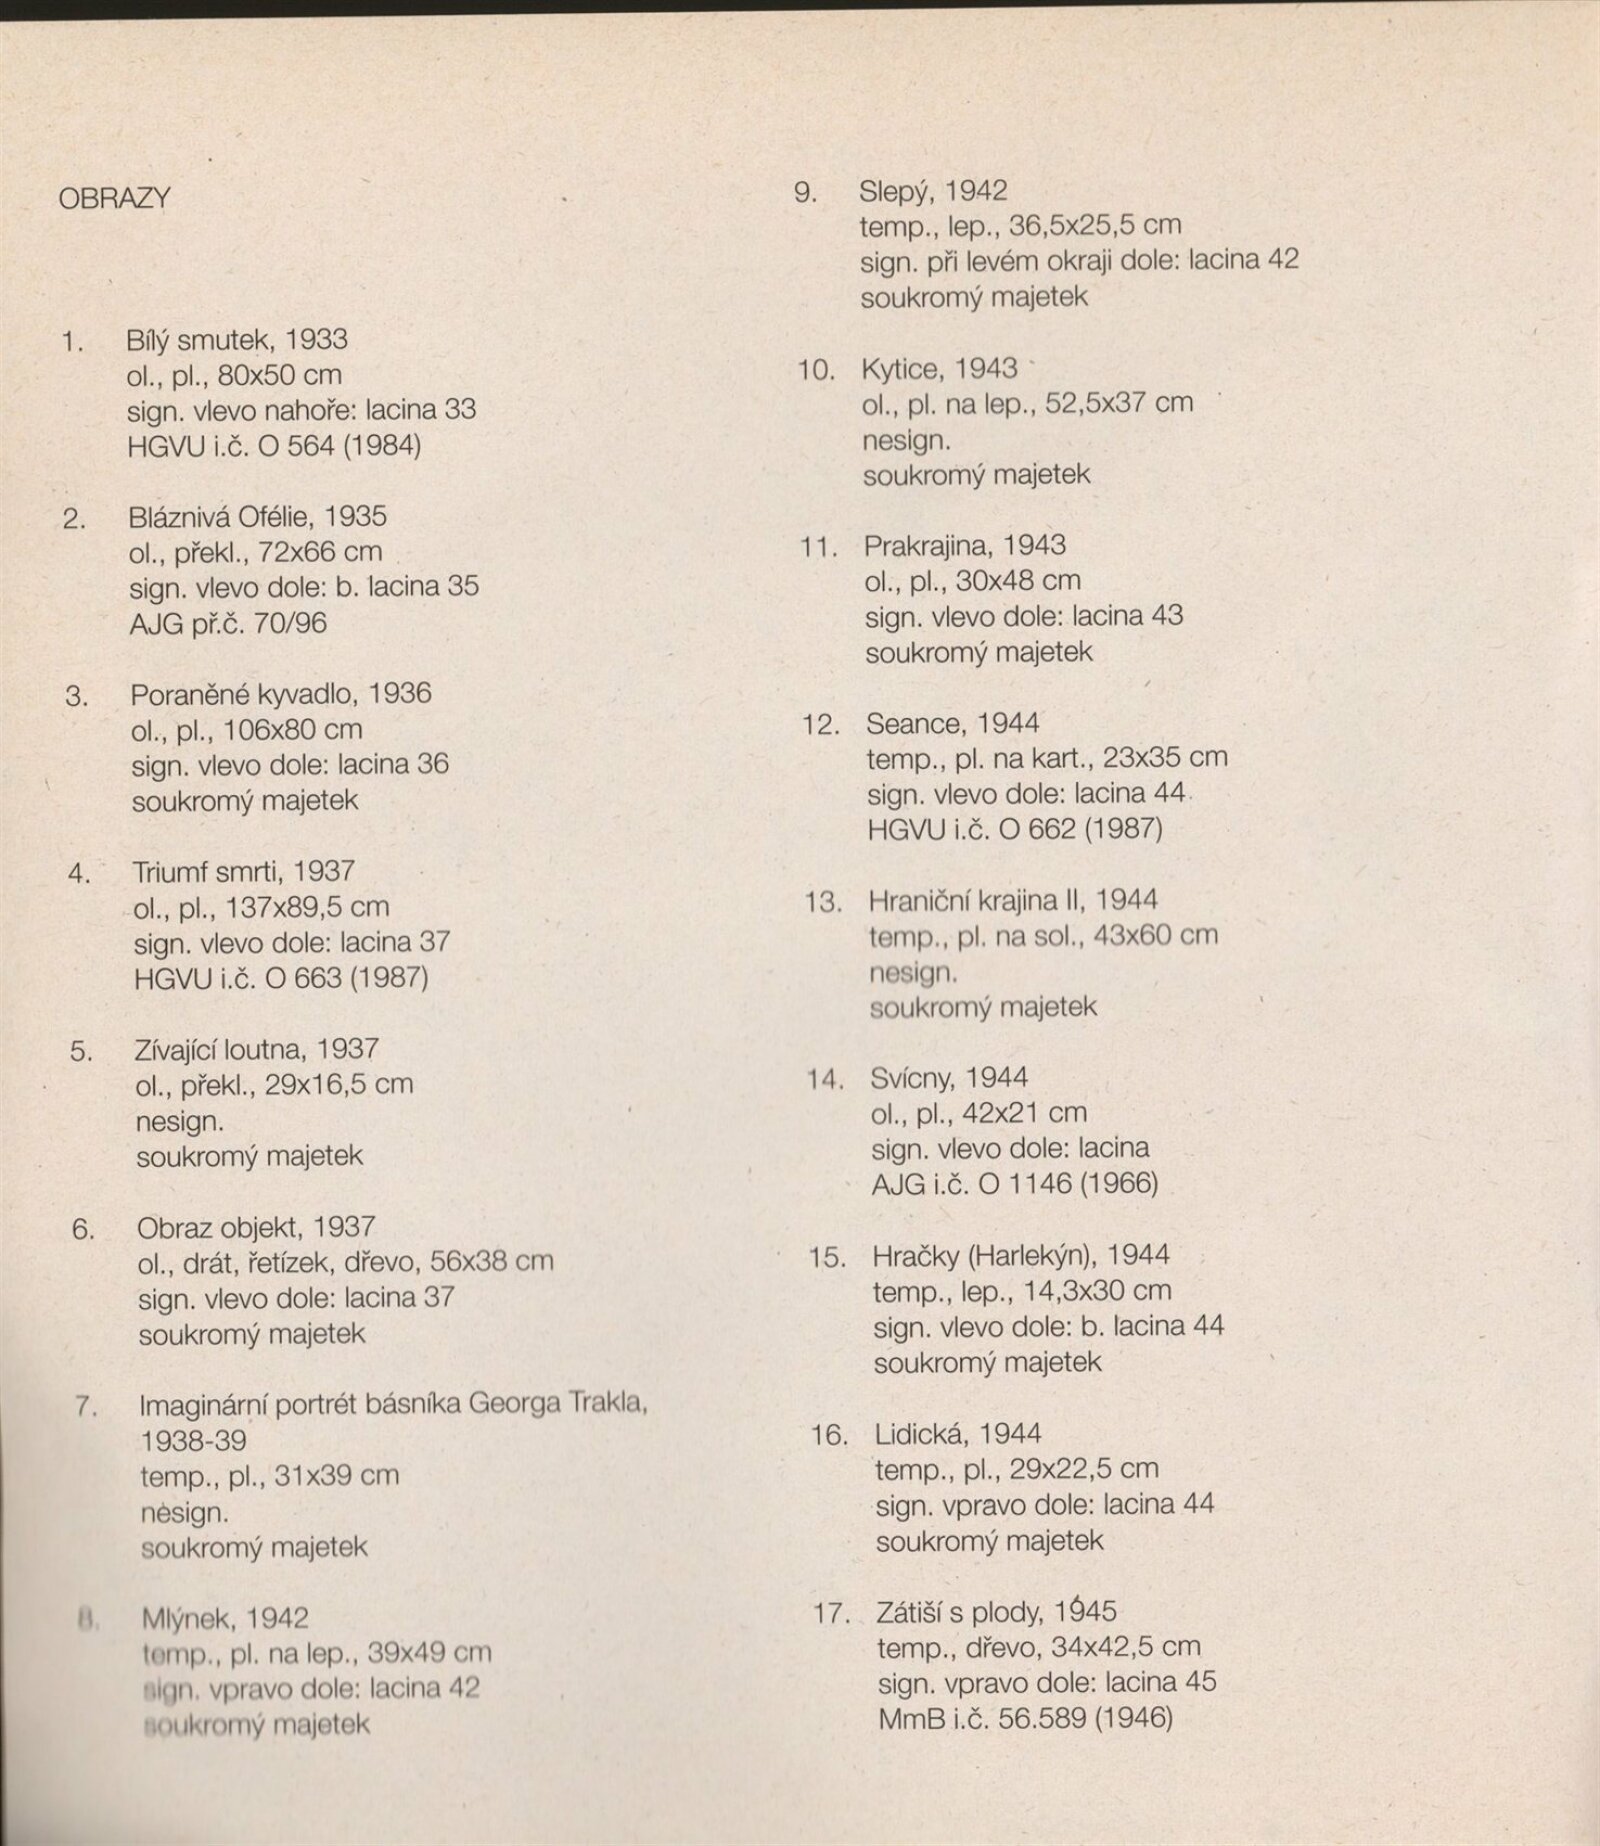 OBRAZY
1. Bílý smutek, 1933
ol., pl., 80x50 cm
sign. vlevo nahoře: lacina 33
HGVU i.č. O 564 (1984)
2. Bláznivá Ofélie, 1935
ol., překl., 72x66 cm
sign. vlevo dole: b. lacina 35
AJG př.č. 70/96
3. Poraněné kyvadlo, 1936
ol., pl., 106x80 cm
sign. vlevo dole: lacina 36
soukromý majetek
4. Triumf smrti, 1937
ol., pl., 137x89,5 cm
sign. vlevo dole: lacina 37
HGVU i.č. O 663 (1987)
5. Zívající loutna, 1937
ol., překl., 29x16,5 cm
nesign.
soukromý majetek
6. Obraz objekt, 1937
ol., drát, řetízek, dřevo, 56x38 cm
sign. vlevo dole: lacina 37
soukromý majetek
7. Imaginární portrét básníka Georga Trakla,
1938-39
temp., pl., 31x39 cm
nesign.
soukromý majetek
8. Mlýnek, 1942
temp., pl. na lep., 39x49 cm
sign. vpravo dole: lacina 42
soukromý majetek
9. Slepý, 1942
temp., lep., 36,5x25,5 cm
sign. při levém okraji dole: lacina 42
soukromý majetek
10. Kytice, 1943
ol., pl. na lep., 52,5x37 cm
nesign.
soukromý majetek
11. Prakrajina, 1943
ol., pl., 30x48 cm
sign. vlevo dole: lacina 43
soukromý majetek
12. Seance, 1944
temp., pl. na kart., 23x35 cm
sign. vlevo dole: lacina 44
HGVU i.č. O 662 (1987)
13. Hraniční krajina II, 1944
temp., pl. na sol., 43x60 cm
nesign.
soukromý majetek
14. Svícny, 1944
ol., pl., 42x21 cm
sign. vlevo dole: lacina
AJG i.č. O 1146 (1966)
15. Hračky (Harlekýn), 1944
temp., lep., 14,3x30 cm
sign. vlevo dole: b. lacina 44
soukromý majetek
16. Lidická, 1944
temp., pl., 29x22,5 cm
sign. vpravo dole: lacina 44
soukromý majetek
17. Zátiší s plody, 1945
temp., dřevo, 34x42,5 cm
sign. vpravo dole: lacina 45
MmB i.č. 56.589 (1946)